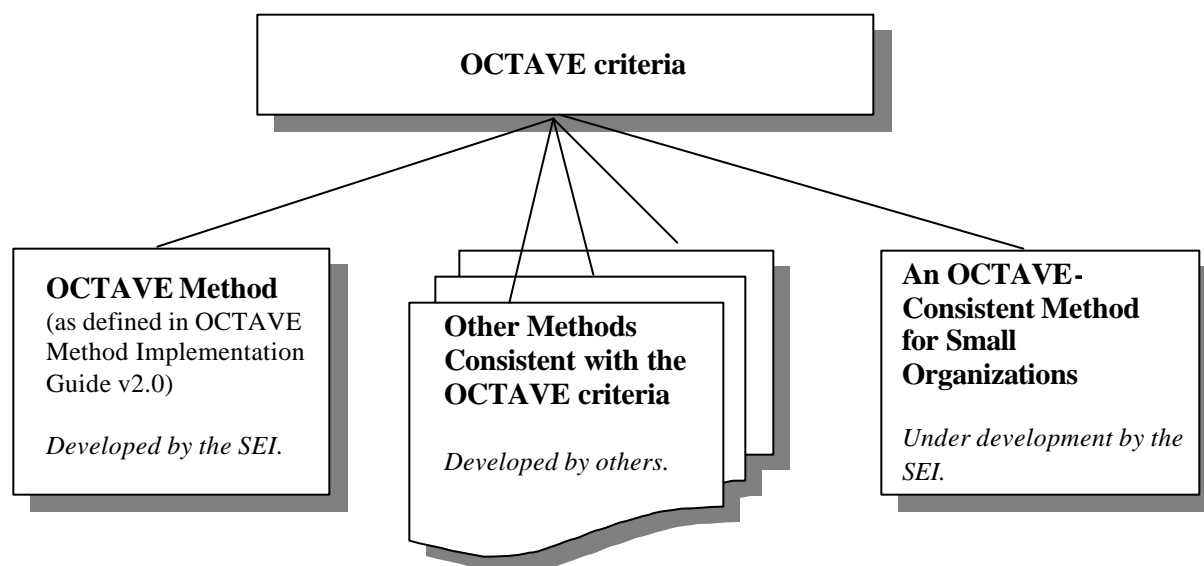 OCTAVE criteria
OCTAVE Method
(as defined in OCTAVE
Method Implementation
Guide v2.0)
Developed by the SEI.
Other Methods
Consistent with the
OCTAVE criteria
Developed by others.
An OCTAVE-
Consistent Method
for Small
Organizations
Under development by the
SEI.